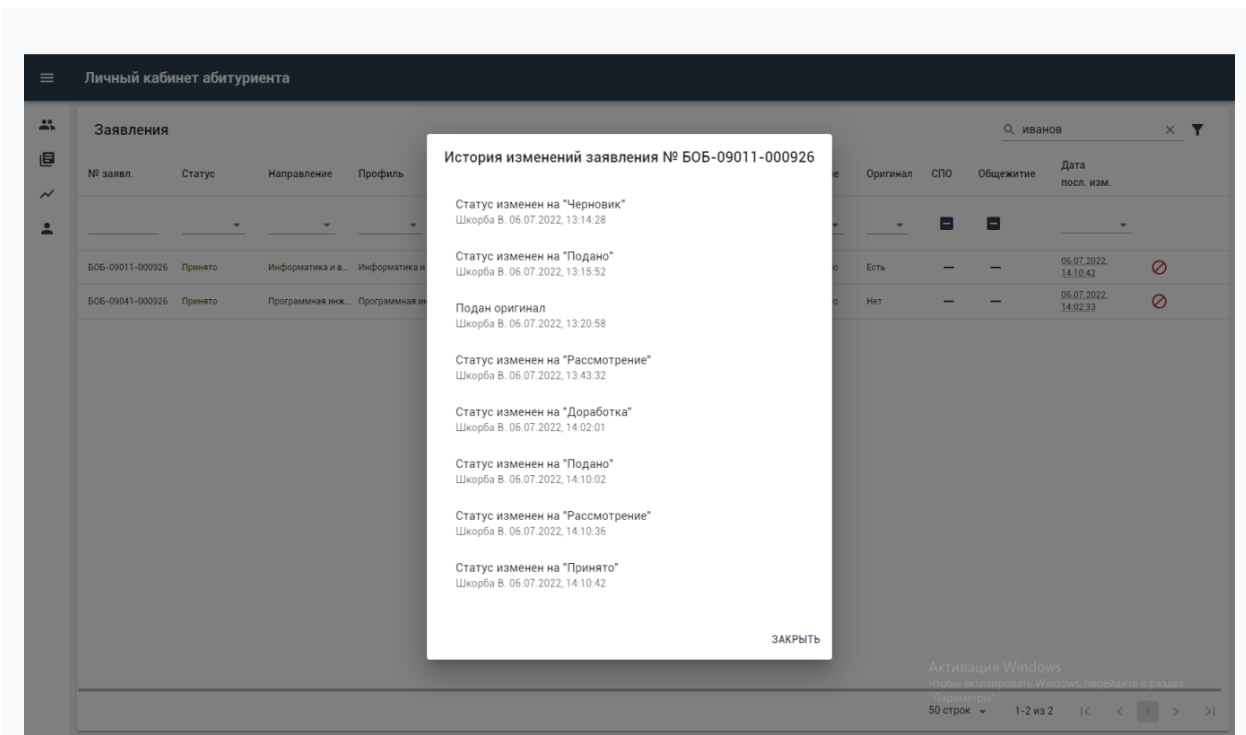 Личный кабинет абитуриента
Заявления
иванов
№ заявл. Статус Направление Профиль Оригинал СПО Общежитие Дата
посл. изм.
БОБ-09011-000926 Принято Информатика и в... Информатика и Есть — — 06.07.2022,
14:10:42
БОБ-09041-000926 Принято Программная инж... Программная ин Нет — — 06.07.2022,
14:02:33
История изменений заявления № БОБ-09011-000926
Статус изменен на "Черновик"
Шкорба В. 06.07.2022, 13:14:28
Статус изменен на "Подано"
Шкорба В. 06.07.2022, 13:15:52
Подан оригинал
Шкорба В. 06.07.2022, 13:20:58
Статус изменен на "Рассмотрение"
Шкорба В. 06.07.2022, 13:43:32
Статус изменен на "Доработка"
Шкорба В. 06.07.2022, 14:02:01
Статус изменен на "Подано"
Шкорба В. 06.07.2022, 14:10:02
Статус изменен на "Рассмотрение"
Шкорба В. 06.07.2022, 14:10:36
Статус изменен на "Принято"
Шкорба В. 06.07.2022, 14:10:42
ЗАКРЫТЬ
Активация Windows
Чтобы активировать Windows, перейдите в раздел
"Параметры".
50 строк 1-2 из 2 1